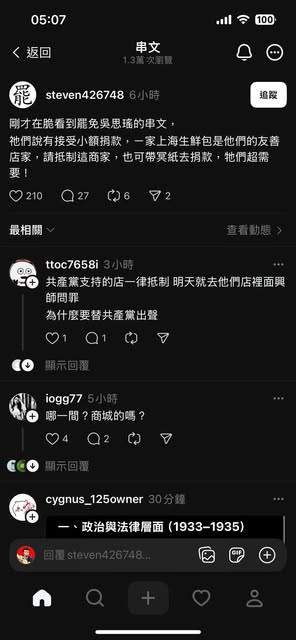 05:07
100
返回
串文
1.3萬 次瀏覽
罷
steven426748 6小時
追蹤
剛才在脆看到罷免吳思瑤的串文，
祂們說有接受小額捐款，一家上海生鮮包是他們的友善
店家，請抵制這商家，也可帶冥紙去捐款，牠們超需
要！
210
27
6
2
最相關
查看動態
ttoc7658i 3小時
共產黨支持的店一律抵制 明天就去他們店裡面興
師問罪
為什麼要替共產黨出聲
1
1
顯示回覆
iogg77 5小時
哪一間？商城的嗎？
4
2
顯示回覆
cygnus_125owner 30分鐘
一、政治與法律層面 (1933–1935)
回覆 steven426748...
GIF